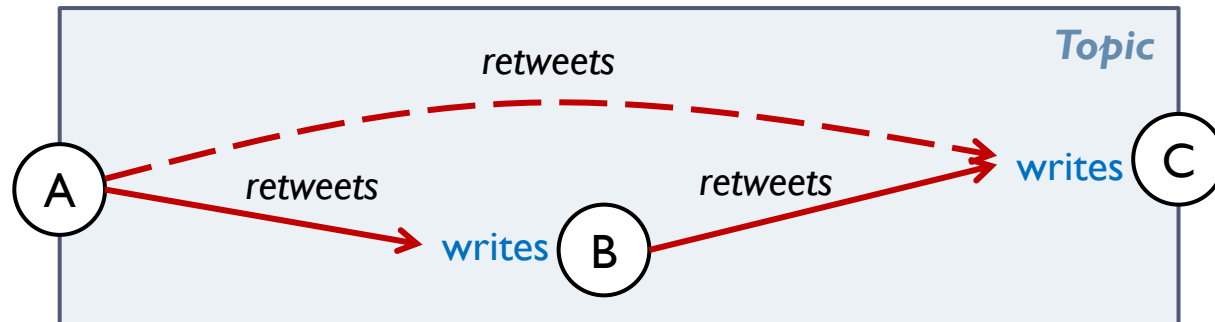 Topic
retweets
A
retweets
retweets
writes
C
writes
B